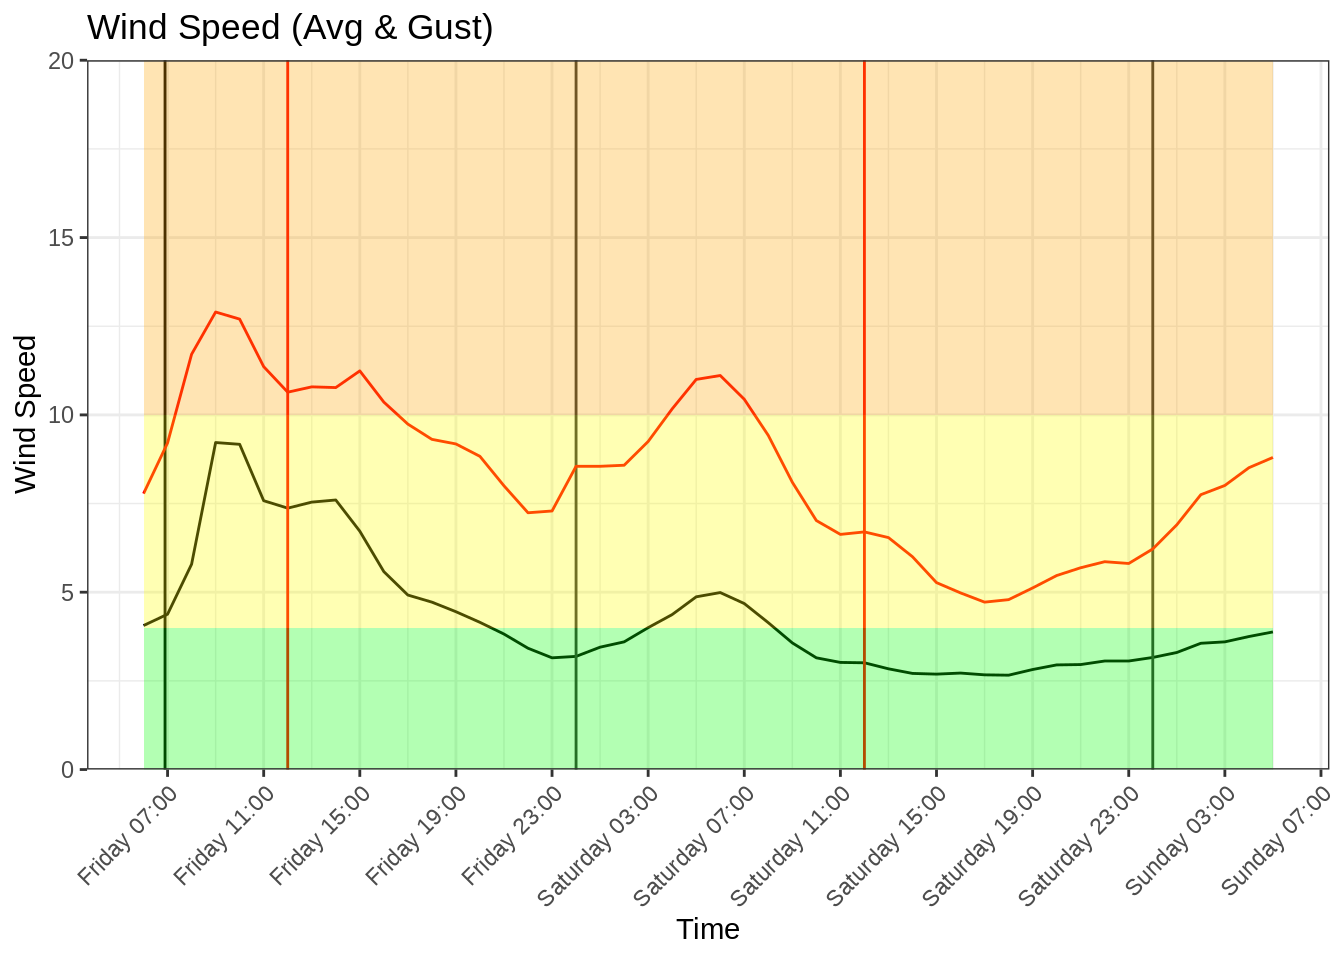 Wind Speed (Avg & Gust)
20
15
10
5
0
Wind Speed
Friday 07:00
Friday 11:00
Friday 15:00
Friday 19:00
Friday 23:00
Saturday 03:00
Saturday 07:00
Saturday 11:00
Saturday 15:00
Saturday 19:00
Saturday 23:00
Sunday 03:00
Sunday 07:00
Time